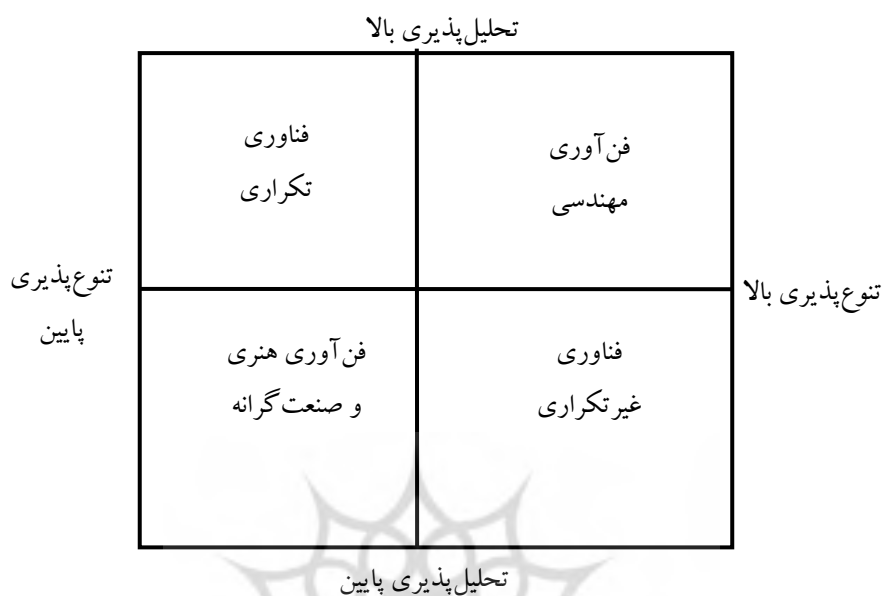 تحلیل‌پذیری بالا
فن‌آوری
مهندسی
فناوری
تکراری
تنوع‌پذیری بالا
تنوع‌پذیری
پایین
فناوری
غیرتکراری
فن‌آوری هنری
و صنعت‌گرانه
تحلیل‌پذیری پایین